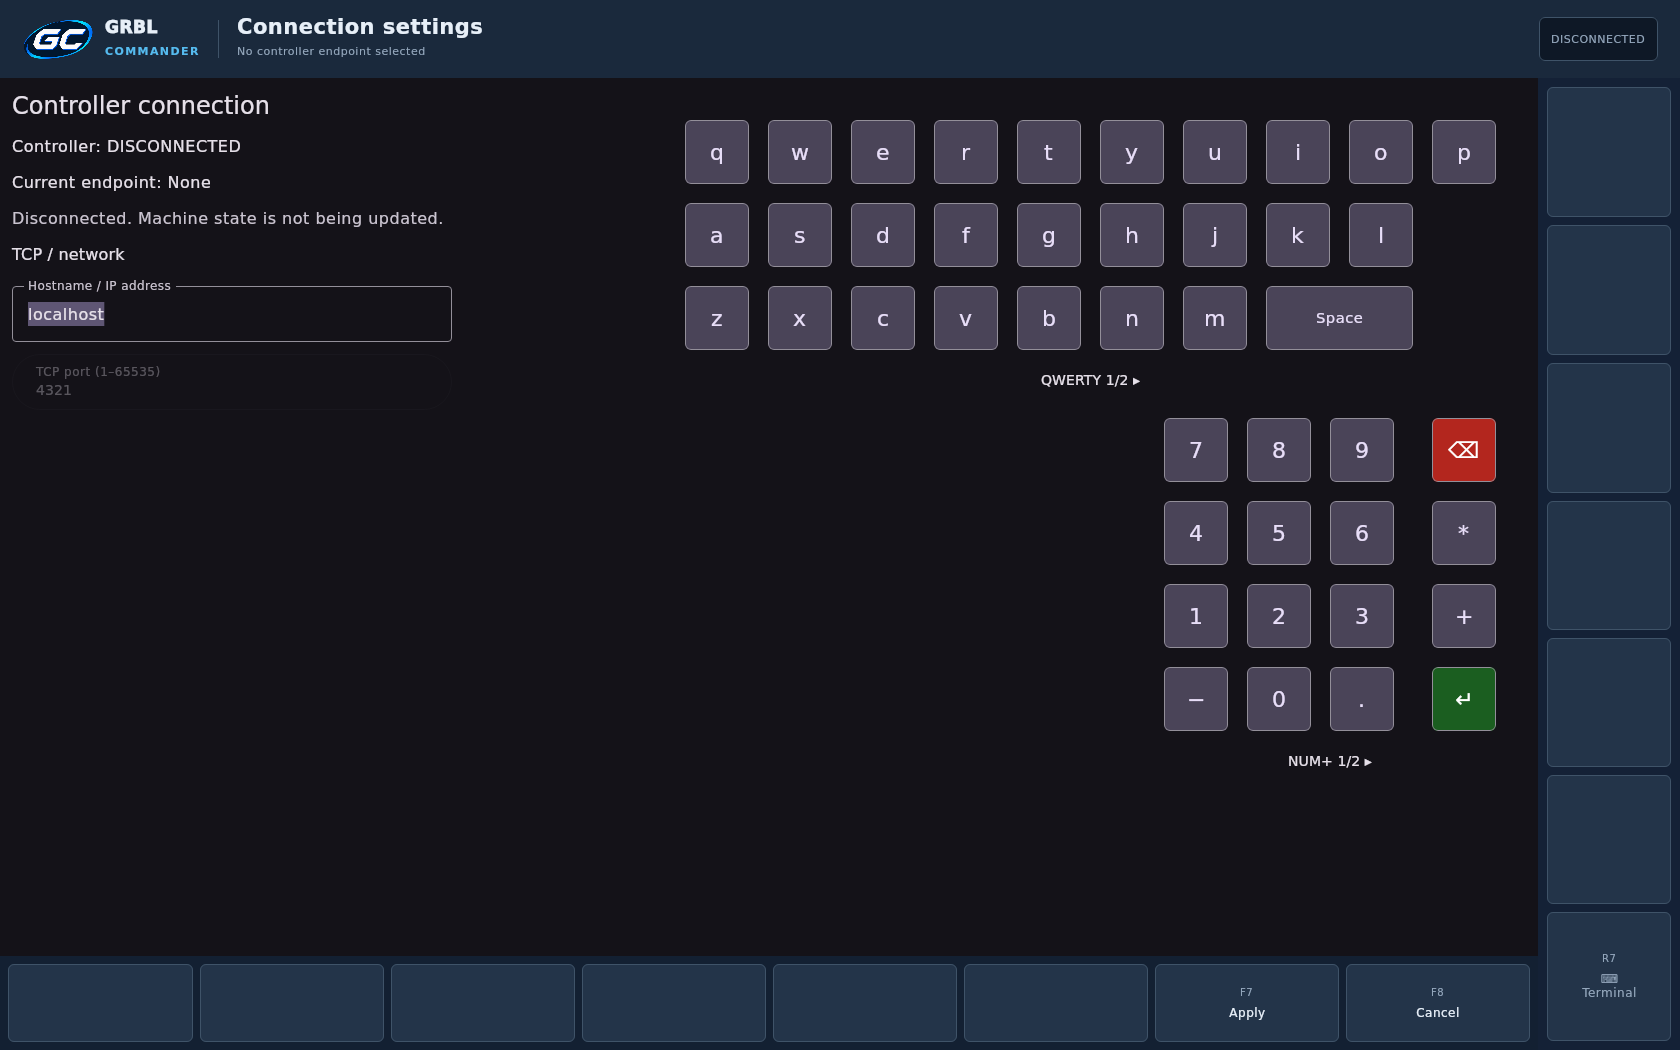 GC
GRBL
COMMANDER
Connection settings
No controller endpoint selected
DISCONNECTED
Controller connection
Controller: DISCONNECTED
Current endpoint: None
Disconnected. Machine state is not being updated.
TCP / network
Hostname / IP address
localhost
TCP port (1–65535)
4321
q w e r t y u i o p
a s d f g h j k l
z x c v b n m Space
QWERTY 1/2 ▸
7 8 9 ⌫
4 5 6 *
1 2 3 +
− 0 . ↵
NUM+ 1/2 ▸
F7
Apply
F8
Cancel
R7
⌨
Terminal